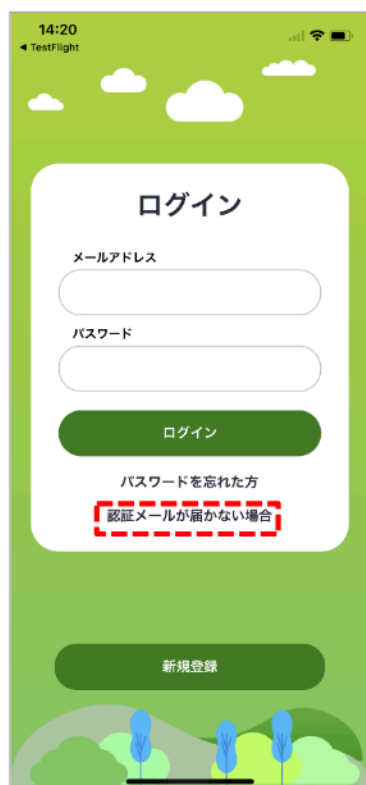 14:20
◀ TestFlight
ログイン
メールアドレス
パスワード
ログイン
パスワードを忘れた方
認証メールが届かない場合
新規登録